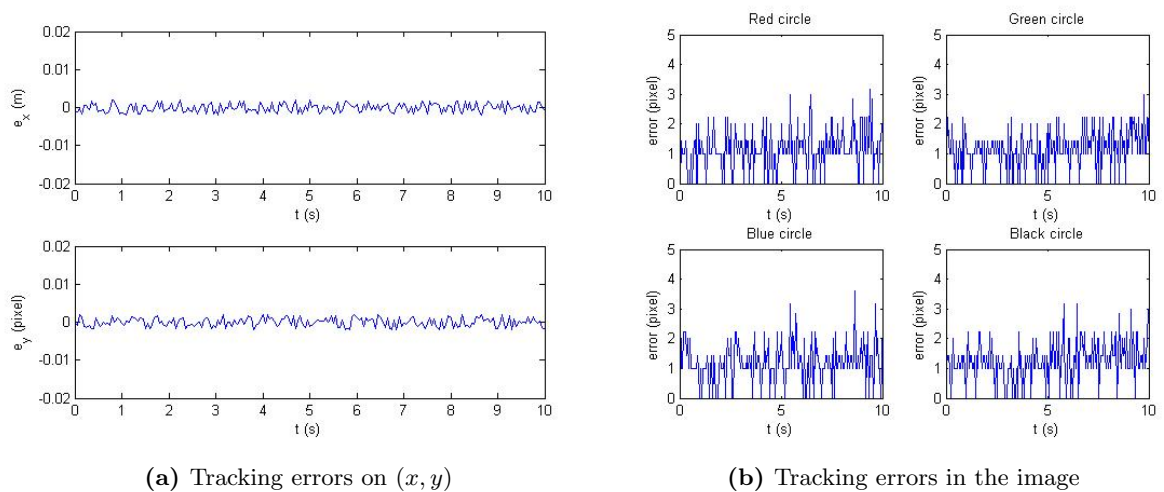 0.02
0.01
0
-0.01
-0.02
e_x (m)
0 1 2 3 4 5 6 7 8 9 10
t (s)
0.02
0.01
0
-0.01
-0.02
e_y (pixel)
0 1 2 3 4 5 6 7 8 9 10
t (s)
(a) Tracking errors on (x, y)
Red circle
5
4
3
2
1
0
error (pixel)
0 5 10
t (s)
Green circle
5
4
3
2
1
0
error (pixel)
0 5 10
t (s)
Blue circle
5
4
3
2
1
0
error (pixel)
0 5 10
t (s)
Black circle
5
4
3
2
1
0
error (pixel)
0 5 10
t (s)
(b) Tracking errors in the image